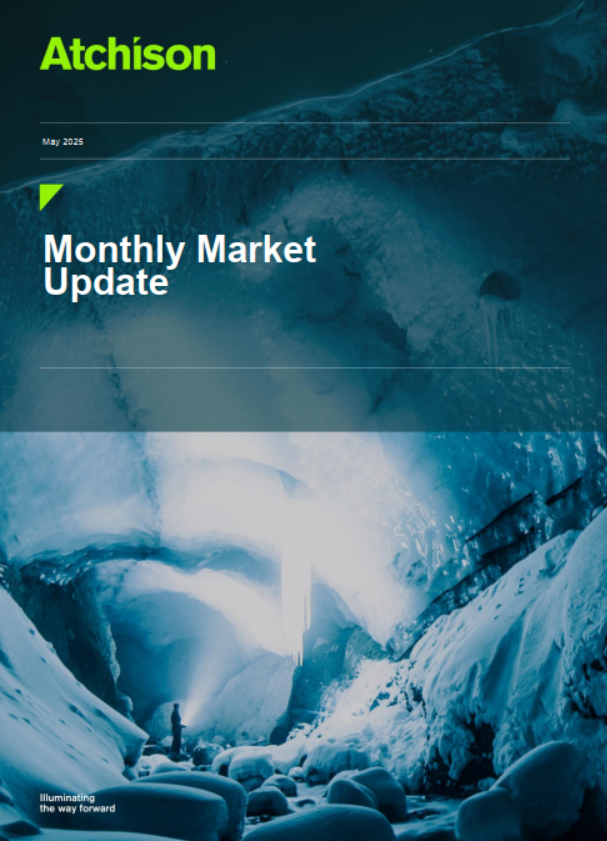 Atchison
May 2025
Monthly Market
Update
Illuminating
the way forward